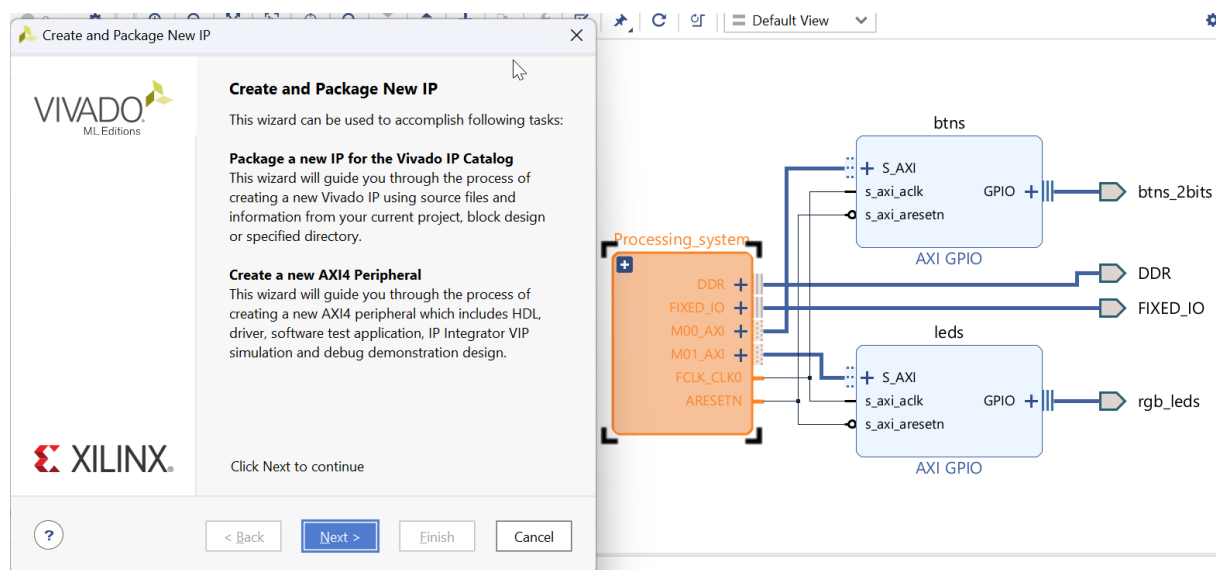 Default View
Create and Package New IP
VIVADO
ML Editions
XILINX
Create and Package New IP
This wizard can be used to accomplish following tasks:
Package a new IP for the Vivado IP Catalog
This wizard will guide you through the process of
creating a new Vivado IP using source files and
information from your current project, block design
or specified directory.
Create a new AXI4 Peripheral
This wizard will guide you through the process of
creating a new AXI4 peripheral which includes HDL,
driver, software test application, IP Integrator VIP
simulation and debug demonstration design.
Click Next to continue
?
< Back
Next >
Finish
Cancel
Processing_system
DDR
FIXED_IO
M00_AXI
M01_AXI
FCLK_CLK0
ARESETN
btns
S_AXI
s_axi_aclk
s_axi_aresetn
GPIO
AXI GPIO
leds
S_AXI
s_axi_aclk
s_axi_aresetn
GPIO
AXI GPIO
btns_2bits
DDR
FIXED_IO
rgb_leds